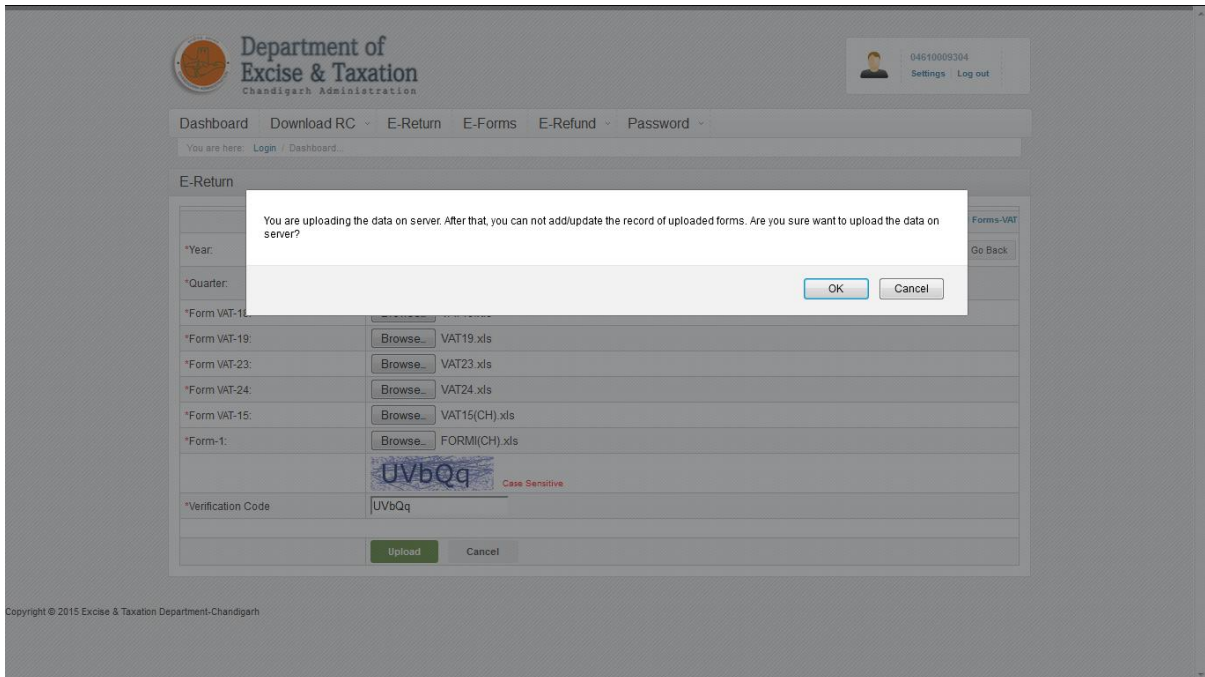 Department of
Excise & Taxation
Chandigarh Administration
04610009304
Settings Log out
Dashboard Download RC E-Return E-Forms E-Refund Password
You are here: Login / Dashboard...
E-Return
You are uploading the data on server. After that, you can not add/update the record of uploaded forms. Are you sure want to upload the data on
server?
OK Cancel
Forms-VAT
*Year: Go Back
*Quarter:
*Form VAT-18:
*Form VAT-19: Browse... VAT19.xls
*Form VAT-23: Browse... VAT23.xls
*Form VAT-24: Browse... VAT24.xls
*Form VAT-15: Browse... VAT15(CH).xls
*Form-1: Browse... FORMI(CH).xls
UVbQq Case Sensitive
*Verification Code UVbQq
Upload Cancel
Copyright © 2015 Excise & Taxation Department-Chandigarh